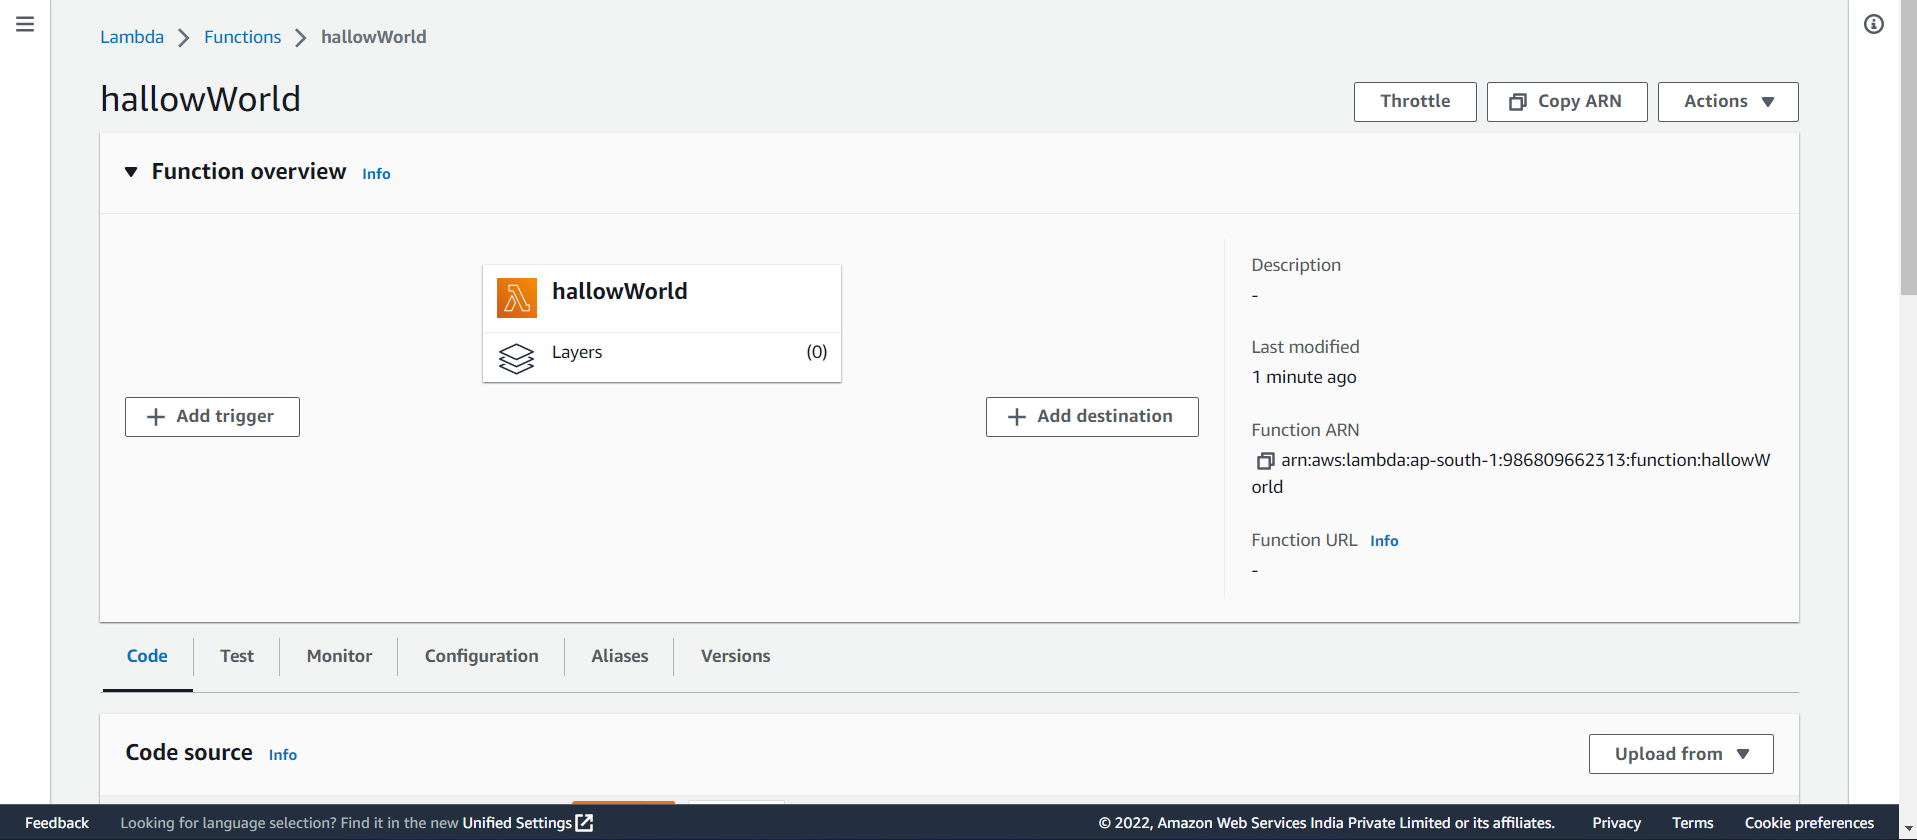 Lambda Functions hallowWorld
hallowWorld
Throttle Copy ARN Actions
Function overview Info
hallowWorld
Layers (0)
Add trigger
Add destination
Description
-
Last modified
1 minute ago
Function ARN
arn:aws:lambda:ap-south-1:986809662313:function:hallowW
orld
Function URL Info
-
Code Test Monitor Configuration Aliases Versions
Code source Info
Upload from
Feedback Looking for language selection? Find it in the new Unified Settings © 2022, Amazon Web Services India Private Limited or its affiliates. Privacy Terms Cookie preferences